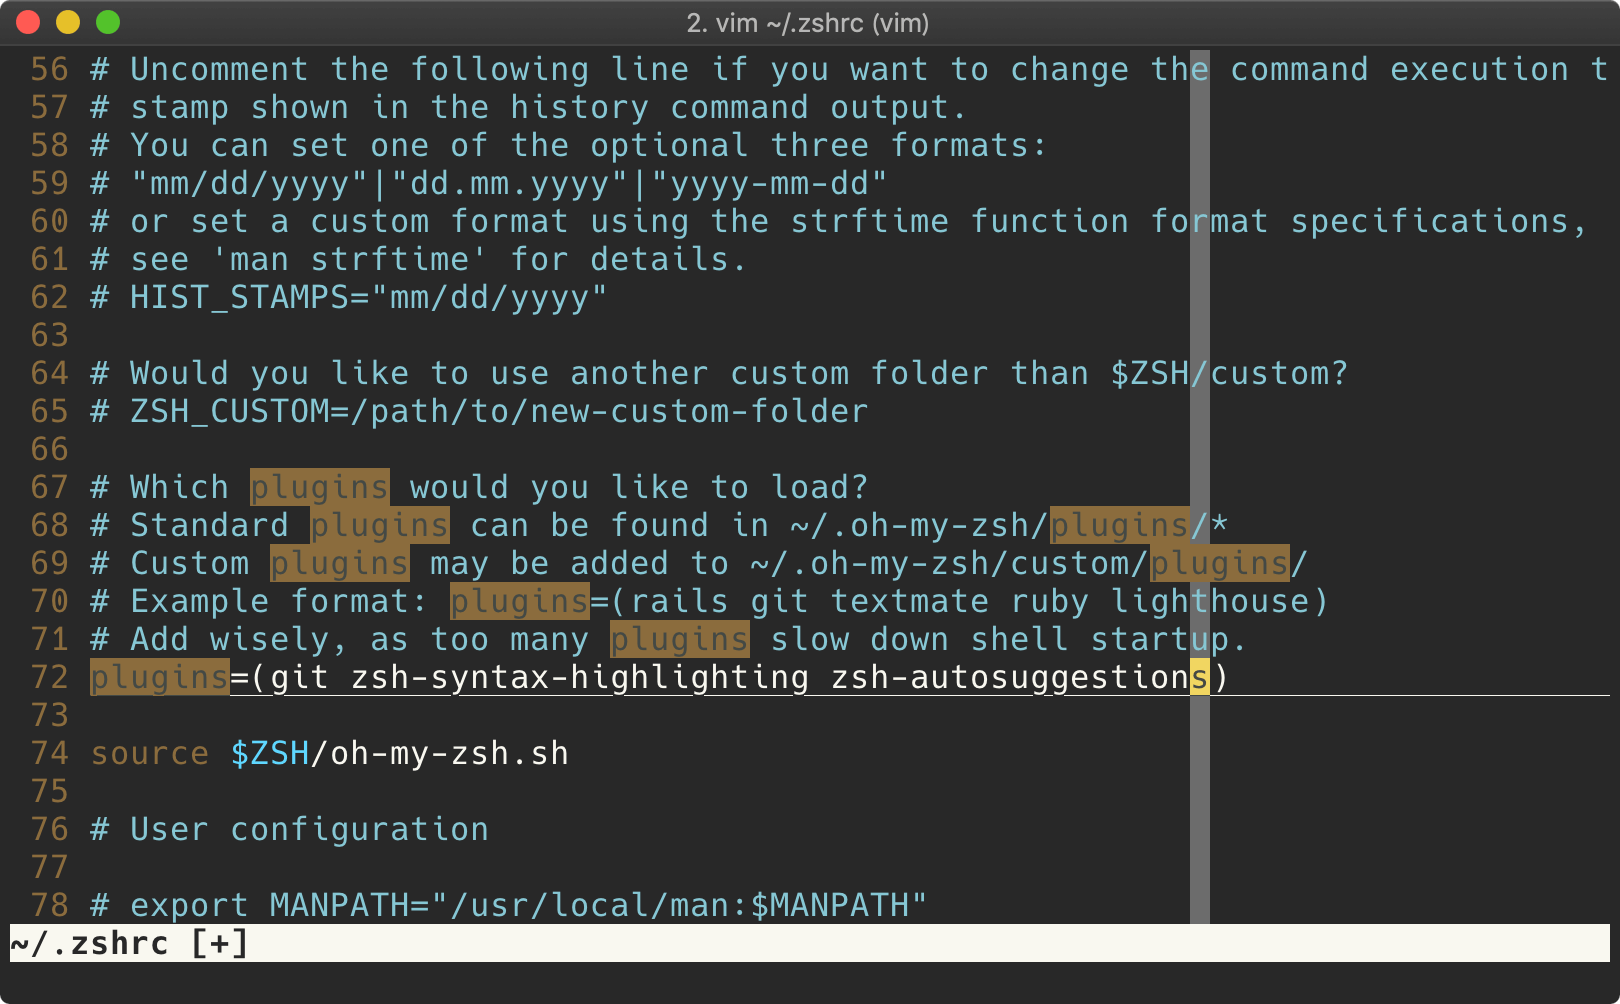 2. vim ~/.zshrc (vim)
56 # Uncomment the following line if you want to change the command execution t
57 # stamp shown in the history command output.
58 # You can set one of the optional three formats:
59 # "mm/dd/yyyy"|"dd.mm.yyyy"|"yyyy-mm-dd"
60 # or set a custom format using the strftime function format specifications,
61 # see 'man strftime' for details.
62 # HIST_STAMPS="mm/dd/yyyy"
63
64 # Would you like to use another custom folder than $ZSH/custom?
65 # ZSH_CUSTOM=/path/to/new-custom-folder
66
67 # Which plugins would you like to load?
68 # Standard plugins can be found in ~/.oh-my-zsh/plugins/*
69 # Custom plugins may be added to ~/.oh-my-zsh/custom/plugins/
70 # Example format: plugins=(rails git textmate ruby lighthouse)
71 # Add wisely, as too many plugins slow down shell startup.
72 plugins=(git zsh-syntax-highlighting zsh-autosuggestions)
73
74 source $ZSH/oh-my-zsh.sh
75
76 # User configuration
77
78 # export MANPATH="/usr/local/man:$MANPATH"
~/.zshrc [+]